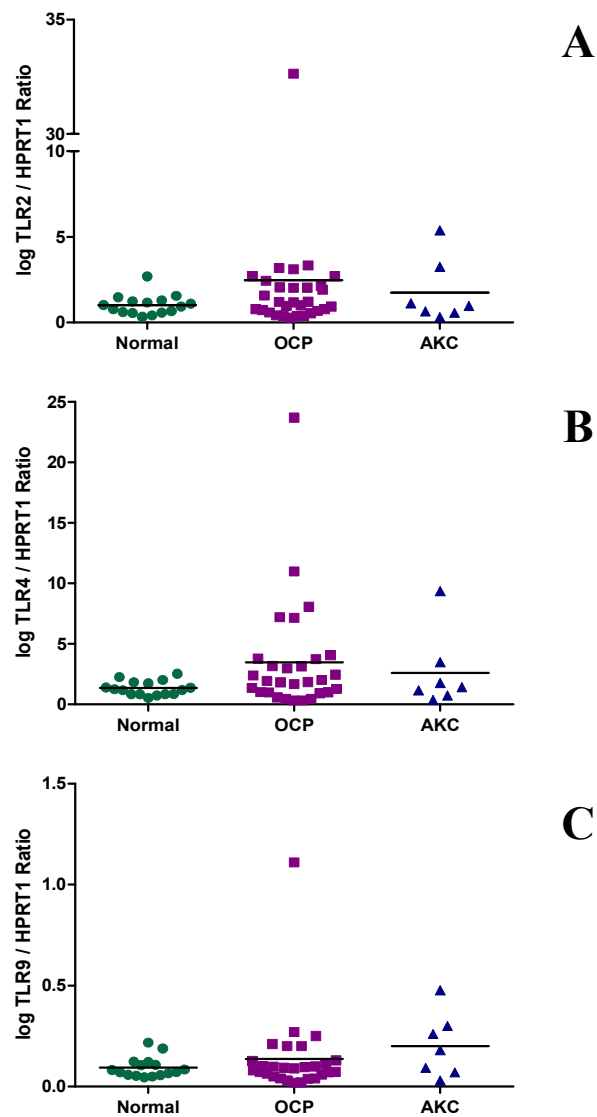 A
log TLR2 / HPRT1 Ratio
35
30
10
5
0
Normal OCP AKC
B
log TLR4 / HPRT1 Ratio
25
20
15
10
5
0
Normal OCP AKC
C
log TLR9 / HPRT1 Ratio
1.5
1.0
0.5
0.0
Normal OCP AKC